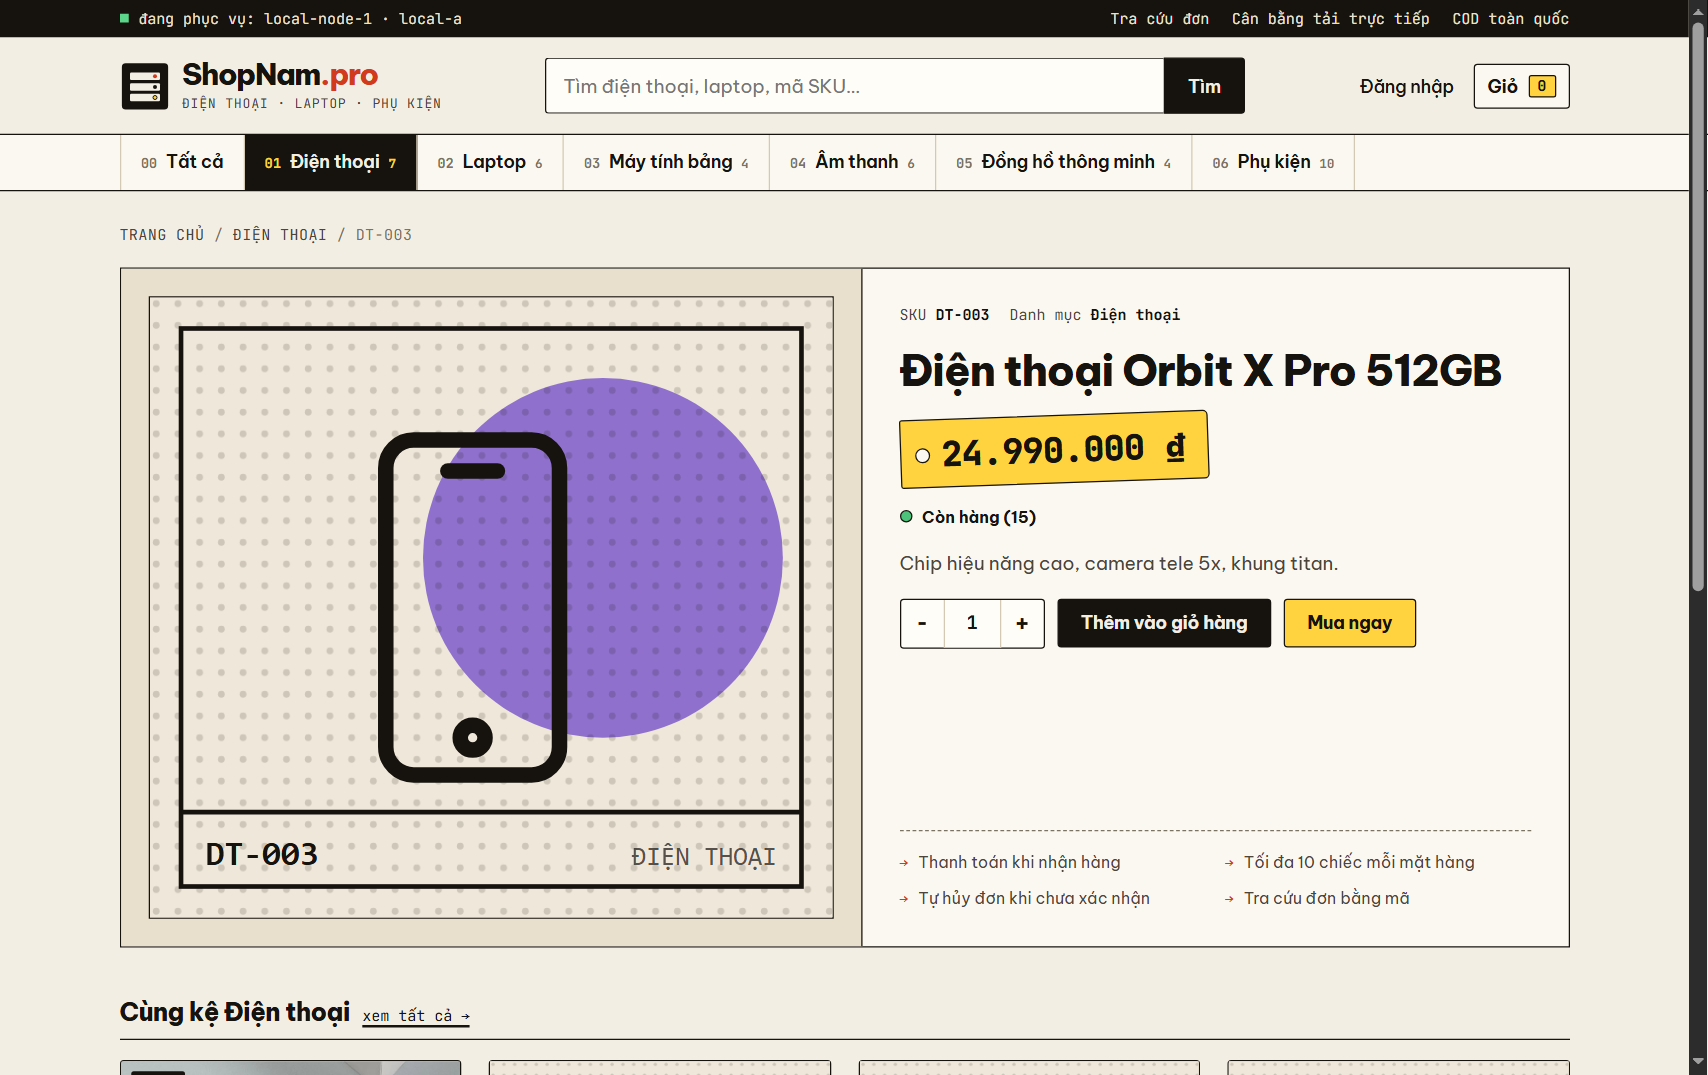 đang phục vụ: local-node-1 · local-a
Tra cứu đơn Cân bằng tải trực tiếp COD toàn quốc
ShopNam.pro
ĐIỆN THOẠI · LAPTOP · PHỤ KIỆN
Tìm điện thoại, laptop, mã SKU...
Tìm
Đăng nhập
Giỏ 0
00 Tất cả
01 Điện thoại 7
02 Laptop 6
03 Máy tính bảng 4
04 Âm thanh 6
05 Đồng hồ thông minh 4
06 Phụ kiện 10
TRANG CHỦ / ĐIỆN THOẠI / DT-003
DT-003 ĐIỆN THOẠI
SKU DT-003 Danh mục Điện thoại
Điện thoại Orbit X Pro 512GB
24.990.000 ₫
Còn hàng (15)
Chip hiệu năng cao, camera tele 5x, khung titan.
- 1 +
Thêm vào giỏ hàng
Mua ngay
→ Thanh toán khi nhận hàng
→ Tối đa 10 chiếc mỗi mặt hàng
→ Tự hủy đơn khi chưa xác nhận
→ Tra cứu đơn bằng mã
Cùng kệ Điện thoại
xem tất cả →